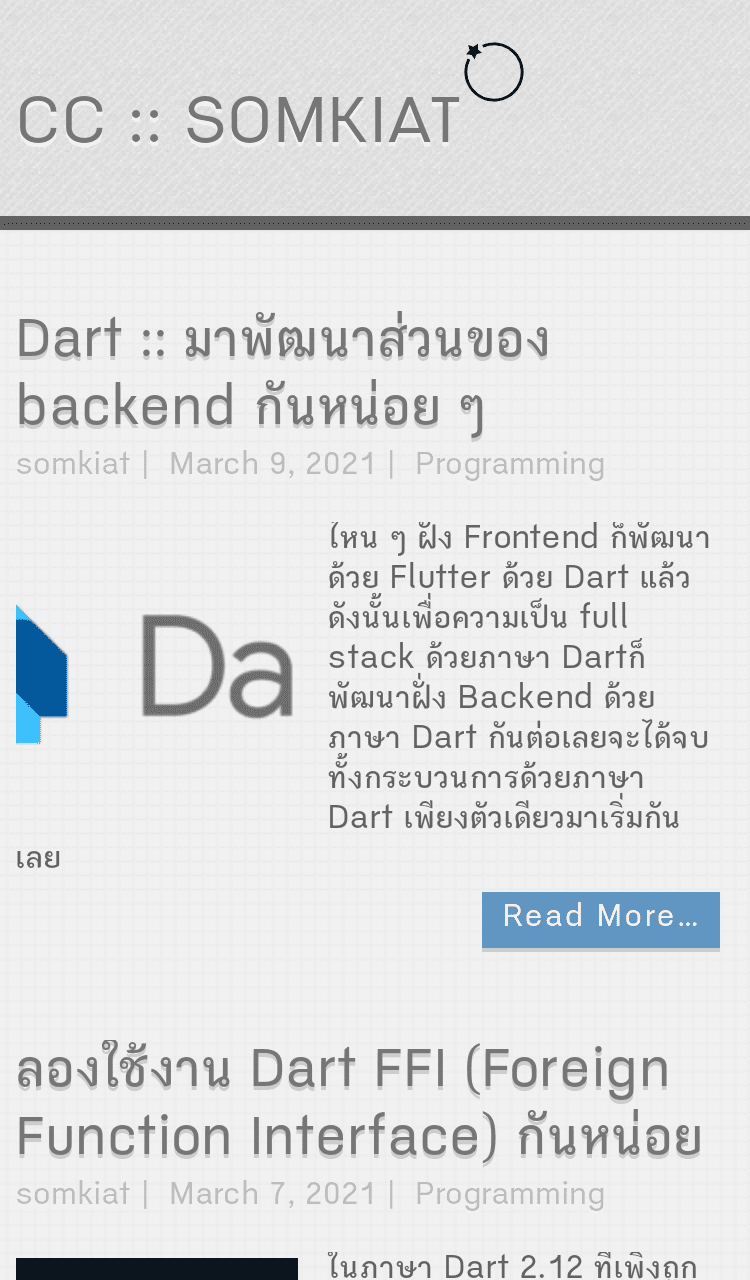 CC :: SOMKIAT
Dart :: มาพัฒนาส่วนของ
backend กันหน่อย ๆ
somkiat | March 9, 2021 | Programming
ไหน ๆ ฝั่ง Frontend ก็พัฒนา
ด้วย Flutter ด้วย Dart แล้ว
ดังนั้นเพื่อความเป็น full
stack ด้วยภาษา Dartก็
พัฒนาฝั่ง Backend ด้วย
ภาษา Dart กันต่อเลยจะได้จบ
ทั้งกระบวนการด้วยภาษา
Dart เพียงตัวเดียวมาเริ่มกัน
เลย
Da
Read More...
ลองใช้งาน Dart FFI (Foreign
Function Interface) กันหน่อย
somkiat | March 7, 2021 | Programming
ในภาษา Dart 2.12 ที่เพิ่งถูก